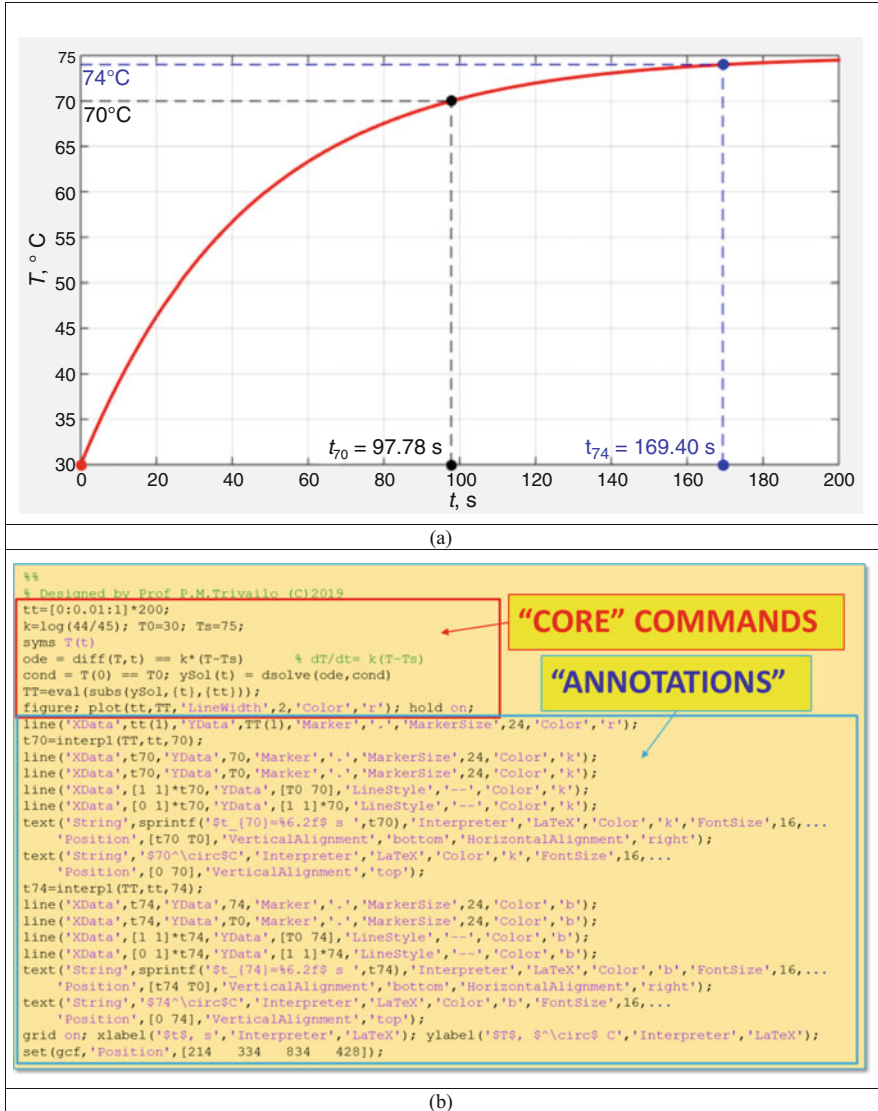 75
74°C
70
70°C
65
60
55
50
45
40
35
30
T, ° C
t₇₀ = 97.78 s
t₇₄ = 169.40 s
0
20
40
60
80
100
120
140
160
180
200
t, s
(a)
%%
% Designed by Prof P.M.Trivailo (C)2019
tt=[0:0.01:1]*200;
k=log(44/45); T0=30; Ts=75;
syms T(t)
ode = diff(T,t) == k*(T-Ts)      % dT/dt= k(T-Ts)
cond = T(0) == T0; ySol(t) = dsolve(ode,cond)
TT=eval(subs(ySol,{t},{tt}));
figure; plot(tt,TT,'LineWidth',2,'Color','r'); hold on;
"CORE" COMMANDS
"ANNOTATIONS"
line('XData',tt(1),'YData',TT(1),'Marker','.','MarkerSize',24,'Color','r');
t70=interp1(TT,tt,70);
line('XData',t70,'YData',70,'Marker','.','MarkerSize',24,'Color','k');
line('XData',t70,'YData',T0,'Marker','.','MarkerSize',24,'Color','k');
line('XData',[1 1]*t70,'YData',[T0 70],'LineStyle','--','Color','k');
line('XData',[0 1]*t70,'YData',[1 1]*70,'LineStyle','--','Color','k');
text('String',sprintf('$t_{70}=%6.2f$ s ',t70),'Interpreter','LaTeX','Color','k','FontSize',16,...
'Position',[t70 T0],'VerticalAlignment','bottom','HorizontalAlignment','right');
text('String','$70^\circ$C','Interpreter','LaTeX','Color','k','FontSize',16,...
'Position',[0 70],'VerticalAlignment','top');
t74=interp1(TT,tt,74);
line('XData',t74,'YData',74,'Marker','.','MarkerSize',24,'Color','b');
line('XData',t74,'YData',T0,'Marker','.','MarkerSize',24,'Color','b');
line('XData',[1 1]*t74,'YData',[T0 74],'LineStyle','--','Color','b');
line('XData',[0 1]*t74,'YData',[1 1]*74,'LineStyle','--','Color','b');
text('String',sprintf('$t_{74}=%6.2f$ s ',t74),'Interpreter','LaTeX','Color','b','FontSize',16,...
'Position',[t74 T0],'VerticalAlignment','bottom','HorizontalAlignment','right');
text('String','$74^\circ$C','Interpreter','LaTeX','Color','b','FontSize',16,...
'Position',[0 74],'VerticalAlignment','top');
grid on; xlabel('$t$, s','Interpreter','LaTeX'); ylabel('$T$, $^\circ$ C','Interpreter','LaTeX');
set(gcf,'Position',[214   334   834   428]);
(b)